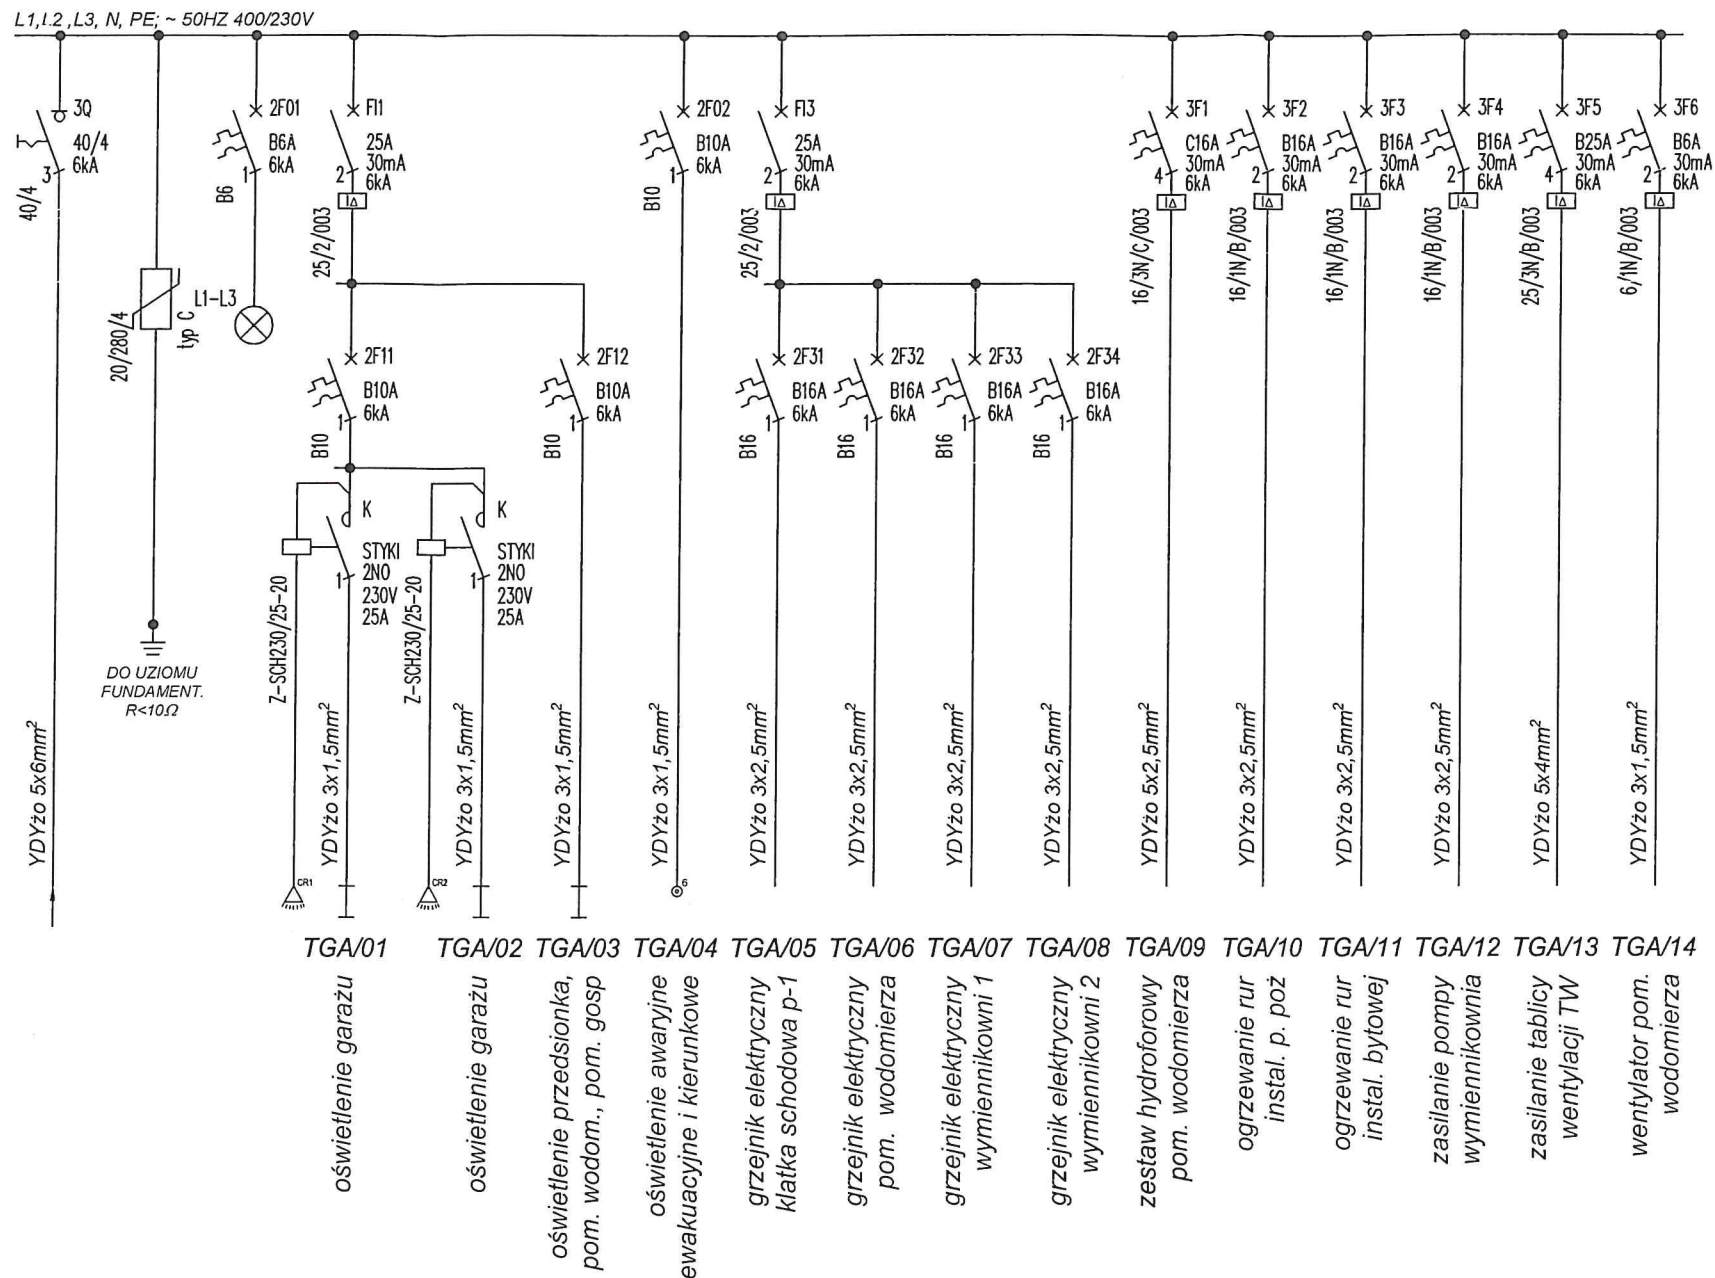 L1,L2,L3, N, PE; ~ 50HZ 400/230V
3Q
40/4
6kA
3
40/4
YDYżo 5x6mm²
20/280/4
typ C
DO UZIOMU
FUNDAMENT.
R<10Ω
2F01
B6A
6kA
1
B6
L1-L3
FI1
25A
30mA
6kA
2
I∆
25/2/003
2F11
B10A
6kA
1
B10
2F12
B10A
6kA
1
B10
K
STYKI
2NO
230V
25A
1
Z-SCH230/25-20
K
STYKI
2NO
230V
25A
1
Z-SCH230/25-20
2F02
B10A
6kA
1
B10
FI3
25A
30mA
6kA
2
I∆
25/2/003
2F31
B16A
6kA
1
B16
2F32
B16A
6kA
1
B16
2F33
B16A
6kA
1
B16
2F34
B16A
6kA
1
B16
3F1
C16A
30mA
6kA
4
I∆
16/3N/C/003
3F2
B16A
30mA
6kA
2
I∆
16/1N/B/003
3F3
B16A
30mA
6kA
2
I∆
16/1N/B/003
3F4
B16A
30mA
6kA
2
I∆
16/1N/B/003
3F5
B25A
30mA
6kA
4
I∆
25/3N/B/003
3F6
B6A
30mA
6kA
2
I∆
6/1N/B/003
CR1
YDYżo 3x1,5mm²
CR2
YDYżo 3x1,5mm²
YDYżo 3x1,5mm²
YDYżo 3x1,5mm²
6
YDYżo 3x2,5mm²
YDYżo 3x2,5mm²
YDYżo 3x2,5mm²
YDYżo 3x2,5mm²
YDYżo 5x2,5mm²
YDYżo 3x2,5mm²
YDYżo 3x2,5mm²
YDYżo 3x2,5mm²
YDYżo 5x4mm²
YDYżo 3x1,5mm²
TGA/01
oświetlenie garażu
TGA/02
oświetlenie garażu
TGA/03
oświetlenie przedsionka,
pom. wodom., pom. gosp
TGA/04
oświetlenie awaryjne
ewakuacyjne i kierunkowe
TGA/05
grzejnik elektryczny
klatka schodowa p-1
TGA/06
grzejnik elektryczny
pom. wodomierza
TGA/07
grzejnik elektryczny
wymiennikowni 1
TGA/08
grzejnik elektryczny
wymiennikowni 2
TGA/09
zestaw hydroforowy
pom. wodomierza
TGA/10
ogrzewanie rur
instal. p. poż
TGA/11
ogrzewanie rur
instal. bytowej
TGA/12
zasilanie pompy
wymiennikownia
TGA/13
zasilanie tablicy
wentylacji TW
TGA/14
wentylator pom.
wodomierza